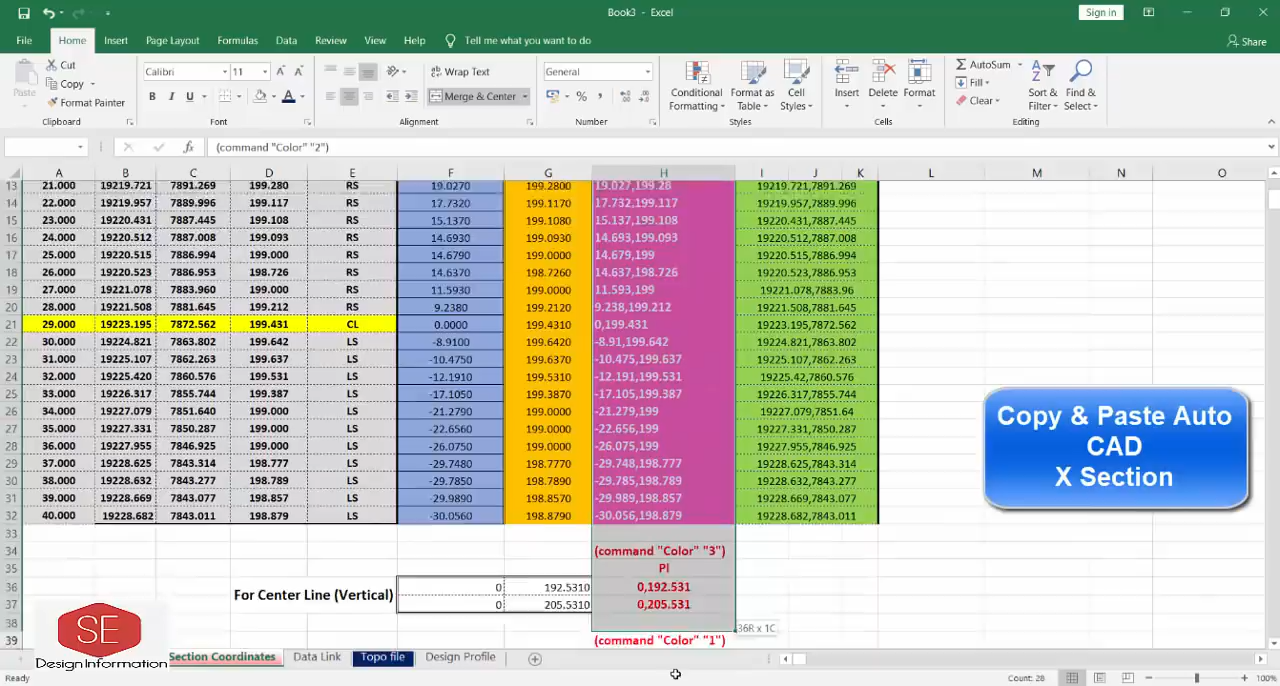 Book3 - Excel
Sign in
File Home Insert Page Layout Formulas Data Review View Help Tell me what you want to do Share
Paste Cut Copy Format Painter
Calibri 11 Wrap Text General AutoSum
B I U Merge & Center % , Fill Clear
Conditional Formatting Format as Table Cell Styles Insert Delete Format Sort & Filter Find & Select
Clipboard Font Alignment Number Styles Cells Editing
fx (command "Color" "2")
A B C D E F G H I J K L M N O
13 21.000 19219.721 7891.269 199.280 RS 19.0270 199.2800 19.027,199.28 19219.721,7891.269
14 22.000 19219.957 7889.996 199.117 RS 17.7320 199.1170 17.732,199.117 19219.957,7889.996
15 23.000 19220.431 7887.445 199.108 RS 15.1370 199.1080 15.137,199.108 19220.431,7887.445
16 24.000 19220.512 7887.008 199.093 RS 14.6930 199.0930 14.693,199.093 19220.512,7887.008
17 25.000 19220.515 7886.994 199.000 RS 14.6790 199.0000 14.679,199 19220.515,7886.994
18 26.000 19220.523 7886.953 198.726 RS 14.6370 198.7260 14.637,198.726 19220.523,7886.953
19 27.000 19221.078 7883.960 199.000 RS 11.5930 199.0000 11.593,199 19221.078,7883.96
20 28.000 19221.508 7881.645 199.212 RS 9.2380 199.2120 9.238,199.212 19221.508,7881.645
21 29.000 19223.195 7872.562 199.431 CL 0.0000 199.4310 0,199.431 19223.195,7872.562
22 30.000 19224.821 7863.802 199.642 LS -8.9100 199.6420 -8.91,199.642 19224.821,7863.802
23 31.000 19225.107 7862.263 199.637 LS -10.4750 199.6370 -10.475,199.637 19225.107,7862.263
24 32.000 19225.420 7860.576 199.531 LS -12.1910 199.5310 -12.191,199.531 19225.42,7860.576
25 33.000 19226.317 7855.744 199.387 LS -17.1050 199.3870 -17.105,199.387 19226.317,7855.744
26 34.000 19227.079 7851.640 199.000 LS -21.2790 199.0000 -21.279,199 19227.079,7851.64
27 35.000 19227.331 7850.287 199.000 LS -22.6560 199.0000 -22.656,199 19227.331,7850.287
28 36.000 19227.955 7846.925 199.000 LS -26.0750 199.0000 -26.075,199 19227.955,7846.925
29 37.000 19228.625 7843.314 198.777 LS -29.7480 198.7770 -29.748,198.777 19228.625,7843.314
30 38.000 19228.632 7843.277 198.789 LS -29.7850 198.7890 -29.785,198.789 19228.632,7843.277
31 39.000 19228.669 7843.077 198.857 LS -29.9890 198.8570 -29.989,198.857 19228.669,7843.077
32 40.000 19228.682 7843.011 198.879 LS -30.0560 198.8790 -30.056,198.879 19228.682,7843.011
33
34 (command "Color" "3")
35 Pl
36 0 192.5310 0,192.531
For Center Line (Vertical)
37 0 205.5310 0,205.531
38 36R x 1C
39 (command "Color" "1")
Copy & Paste Auto
CAD
X Section
SE
Design Information
Section Coordinates Data Link Topo file Design Profile
Ready Count: 28 100%